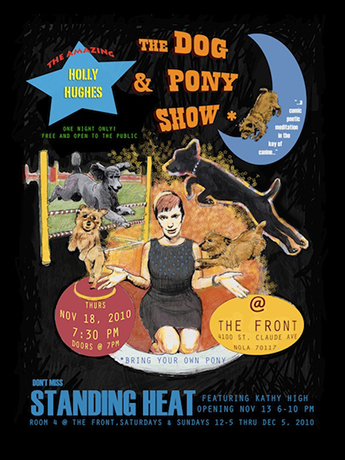 THE AMAZING
HOLLY
HUGHES
THE DOG
& PONY
SHOW *
"...a
comic
poetic
meditation
in the
key of
canine..."
ONE NIGHT ONLY!
FREE AND OPEN TO THE PUBLIC
THURS
NOV 18, 2010
7:30 PM
DOORS @ 7PM
@
THE FRONT
4100 ST. CLAUDE AVE
NOLA 70117
*BRING YOUR OWN PONY
DON'T MISS
STANDING HEAT
FEATURING KATHY HIGH
OPENING NOV 13 6-10 PM
ROOM 4 @ THE FRONT, SATURDAYS & SUNDAYS 12-5 THRU DEC 5, 2010